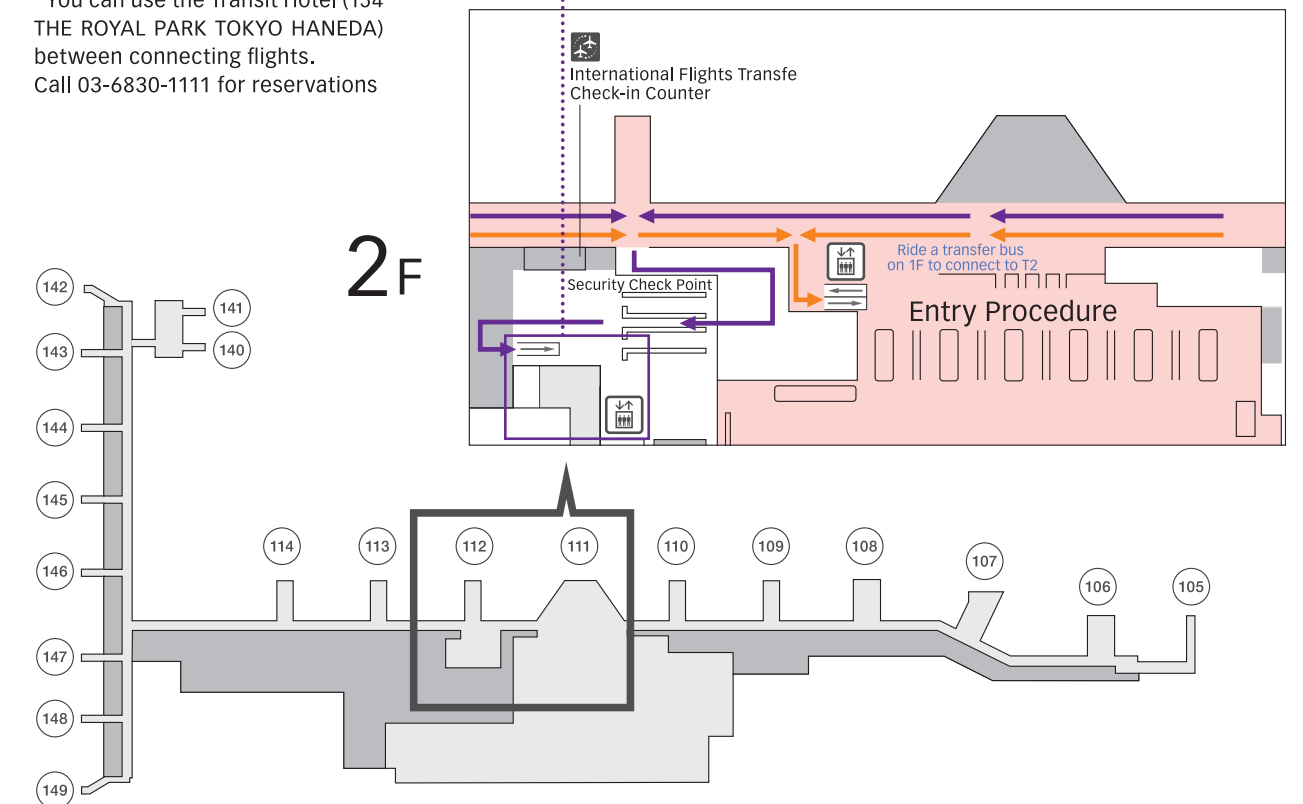 You can use the Transit Hotel (134
THE ROYAL PARK TOKYO HANEDA)
between connecting flights.
Call 03-6830-1111 for reservations
International Flights Transfe
Check-in Counter
2F
Ride a transfer bus
on 1F to connect to T2
Security Check Point
Entry Procedure
142
141
143
140
144
145
114
113
112
111
110
109
108
107
146
106
105
147
148
149